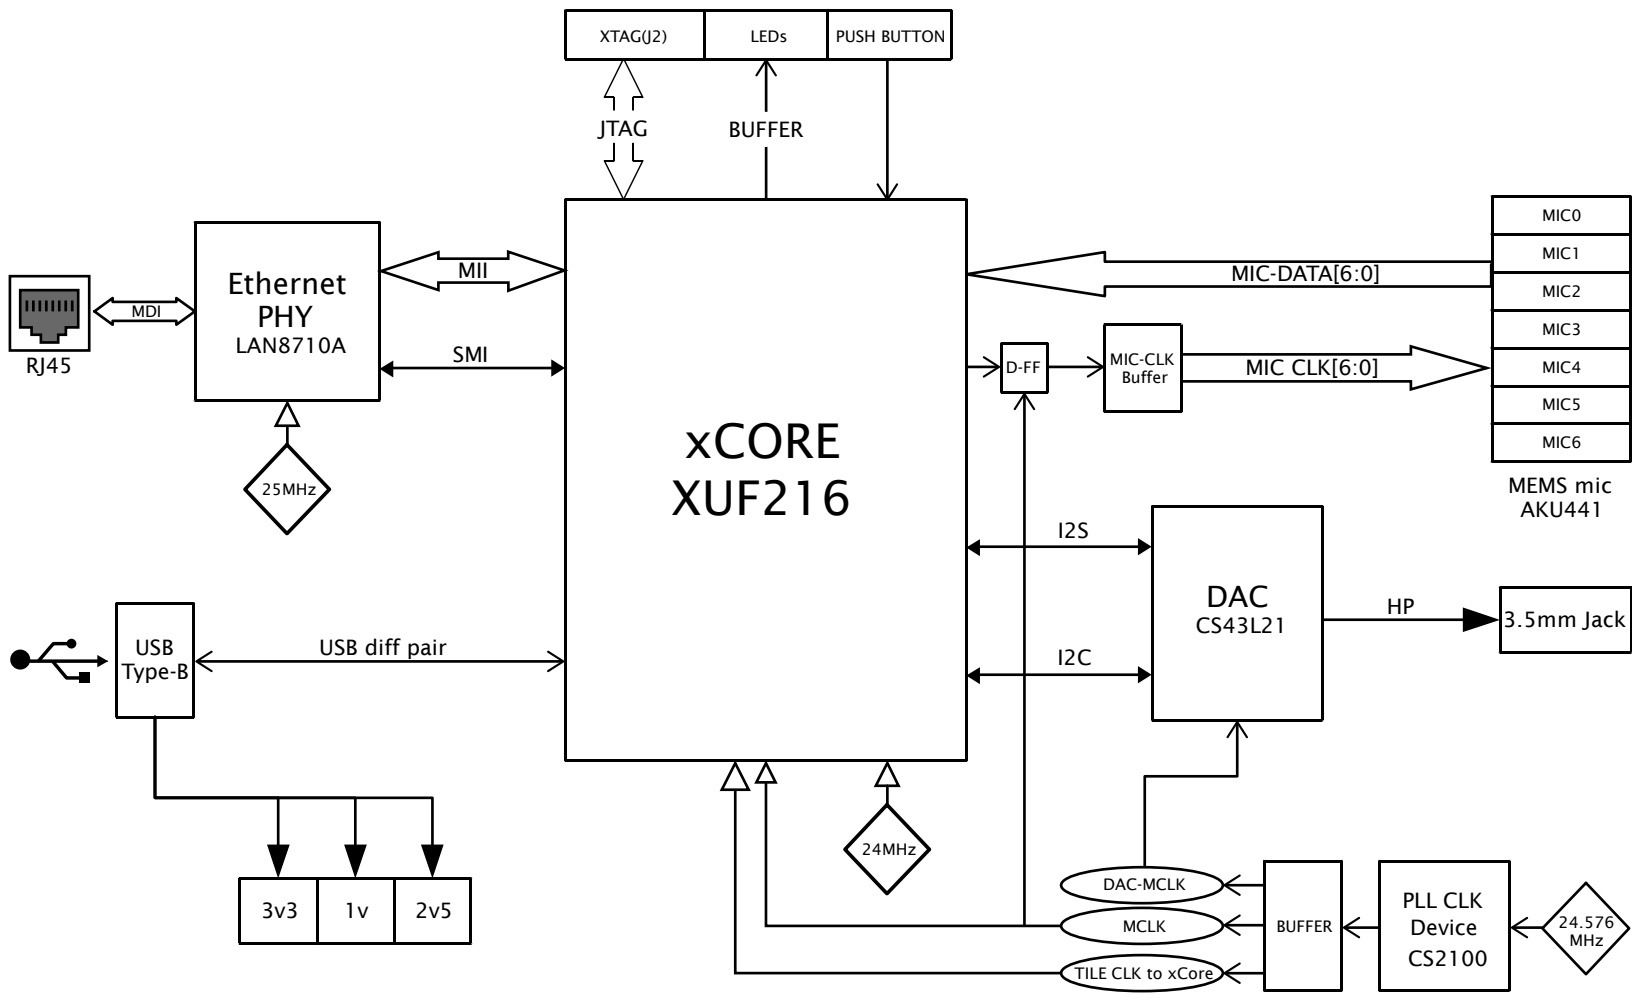 XTAG(J2)
LEDs
PUSH BUTTON
JTAG
BUFFER
Ethernet
PHY
LAN8710A
MII
MDI
RJ45
SMI
25MHz
xCORE
XUF216
MIC-DATA[6:0]
D-FF
MIC-CLK
Buffer
MIC CLK[6:0]
MIC0
MIC1
MIC2
MIC3
MIC4
MIC5
MIC6
MEMS mic
AKU441
I2S
DAC
CS43L21
HP
3.5mm Jack
I2C
USB
Type-B
USB diff pair
3v3
1v
2v5
24MHz
DAC-MCLK
MCLK
TILE CLK to xCore
BUFFER
PLL CLK
Device
CS2100
24.576
MHz